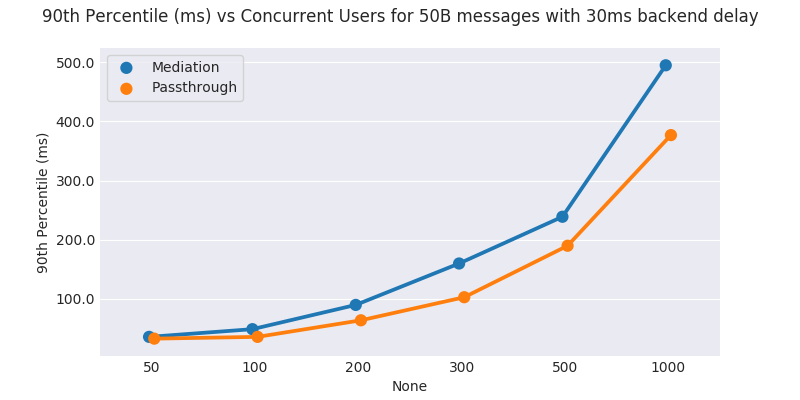 90th Percentile (ms) vs Concurrent Users for 50B messages with 30ms backend delay
Mediation
Passthrough
90th Percentile (ms)
500.0
400.0
300.0
200.0
100.0
50 100 200 300 500 1000
None